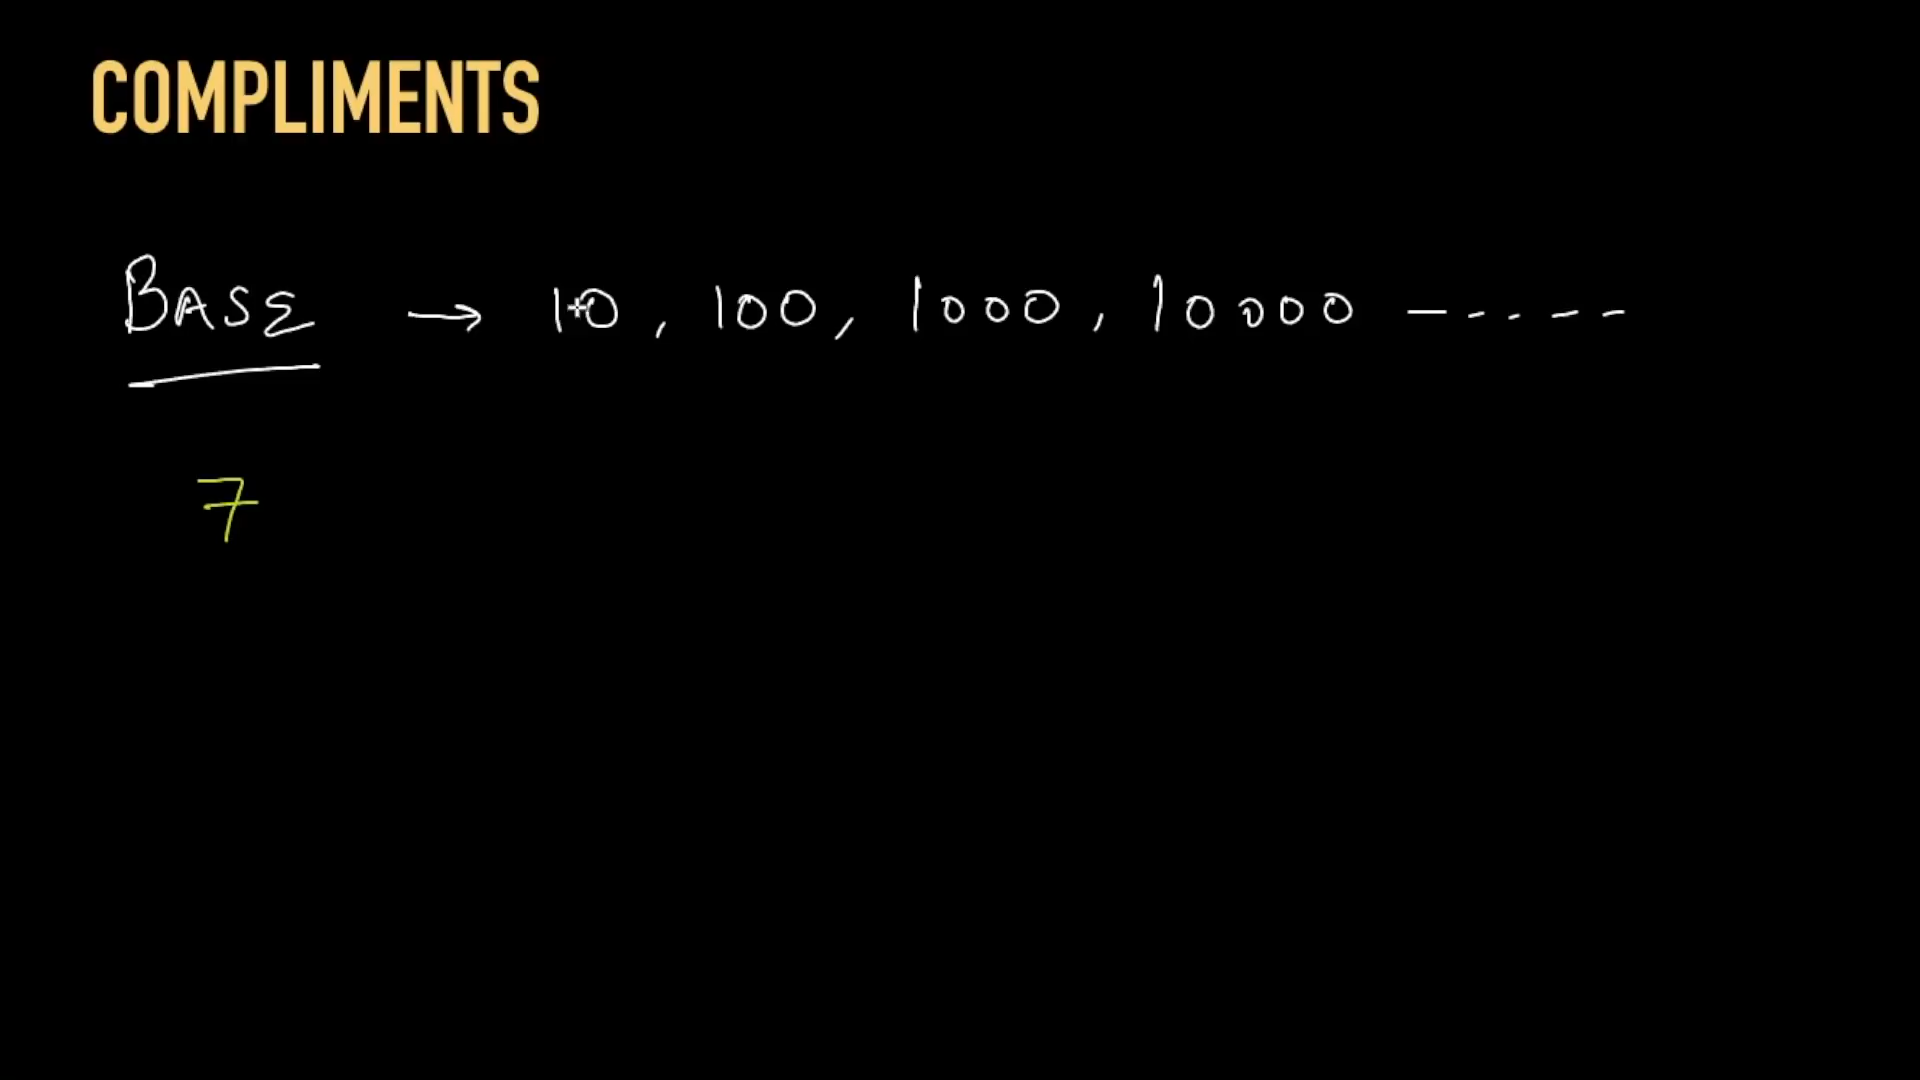 COMPLIMENTS
BASE → 10, 100, 1000, 10000 -----
7